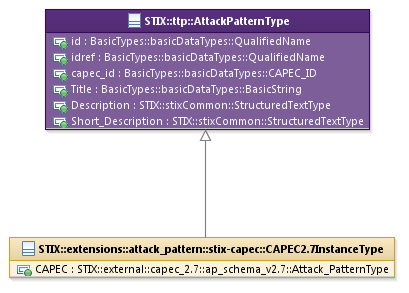 STIX::ttp::AttackPatternType
id : BasicTypes::basicDataTypes::QualifiedName
idref : BasicTypes::basicDataTypes::QualifiedName
capec_id : BasicTypes::basicDataTypes::CAPEC_ID
Title : BasicTypes::basicDataTypes::BasicString
Description : STIX::stixCommon::StructuredTextType
Short_Description : STIX::stixCommon::StructuredTextType
STIX::extensions::attack_pattern::stix-capec::CAPEC2.7InstanceType
CAPEC : STIX::external::capec_2.7::ap_schema_v2.7::Attack_PatternType